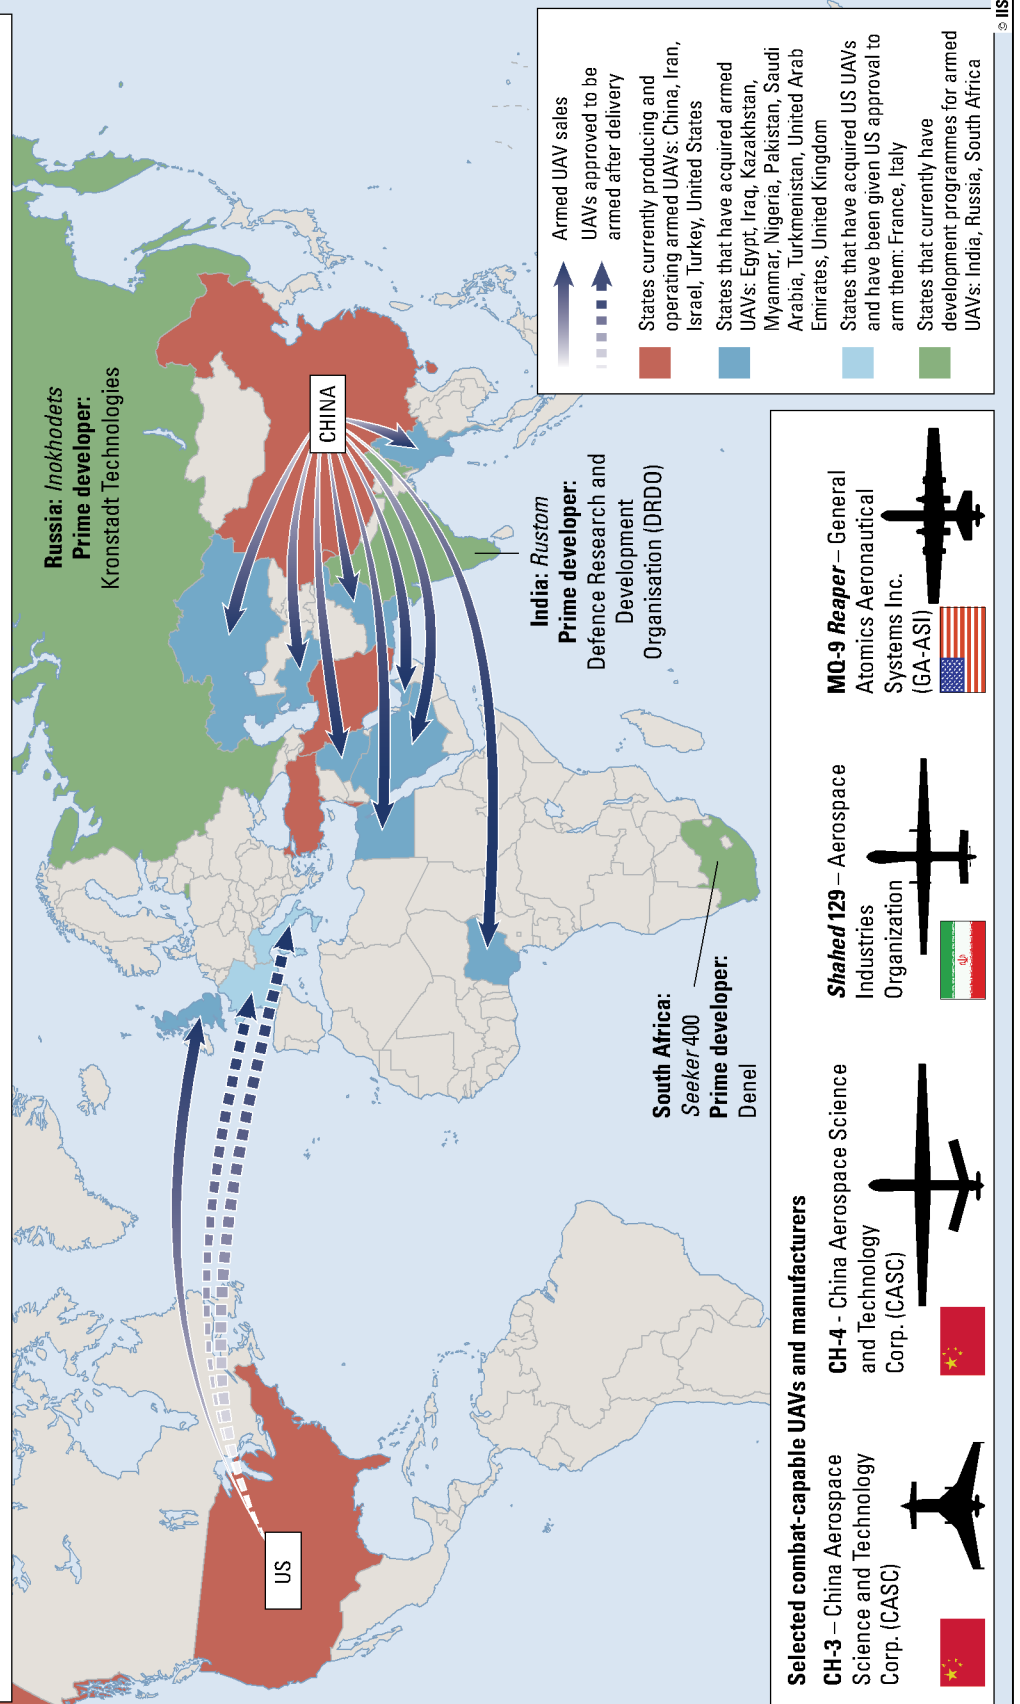 Russia: Inokhodets
Prime developer:
Kronstadt Technologies
CHINA
US
India: Rustom
Prime developer:
Defence Research and
Development
Organisation (DRDO)
South Africa:
Seeker 400
Prime developer:
Denel
Armed UAV sales
UAVs approved to be
armed after delivery
States currently producing and
operating armed UAVs: China, Iran,
Israel, Turkey, United States
States that have acquired armed
UAVs: Egypt, Iraq, Kazakhstan,
Myanmar, Nigeria, Pakistan, Saudi
Arabia, Turkmenistan, United Arab
Emirates, United Kingdom
States that have acquired US UAVs
and have been given US approval to
arm them: France, Italy
States that currently have
development programmes for armed
UAVs: India, Russia, South Africa
Selected combat-capable UAVs and manufacturers
CH-3 – China Aerospace
Science and Technology
Corp. (CASC)
CH-4 - China Aerospace Science
and Technology
Corp. (CASC)
Shahed 129 – Aerospace
Industries
Organization
MQ-9 Reaper – General
Atomics Aeronautical
Systems Inc.
(GA-ASI)
© IIS